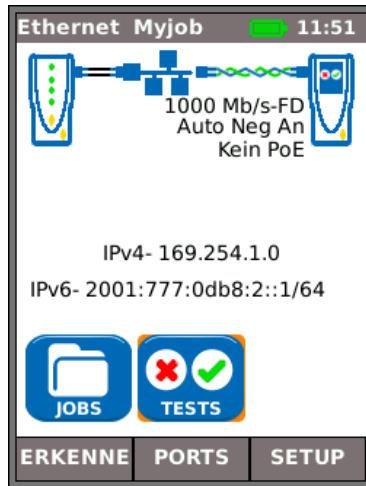 Ethernet Myjob 11:51
1000 Mb/s-FD
Auto Neg An
Kein PoE
IPv4- 169.254.1.0
IPv6- 2001:777:0db8:2::1/64
JOBS TESTS
ERKENNE PORTS SETUP